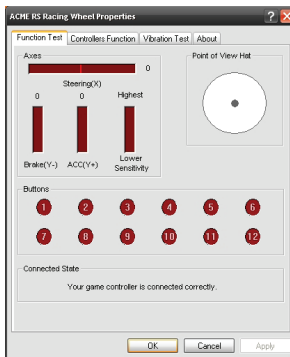 ACME RS Racing Wheel Properties
Function Test Controllers Function Vibration Test About
Axes
Point of View Hat
0
Steering(X)
0 0 Highest
Brake(Y-) ACC(Y+) Lower Sensitivity
Buttons
1 2 3 4 5 6
7 8 9 10 11 12
Connected State
Your game controller is connected correctly.
OK Cancel Apply